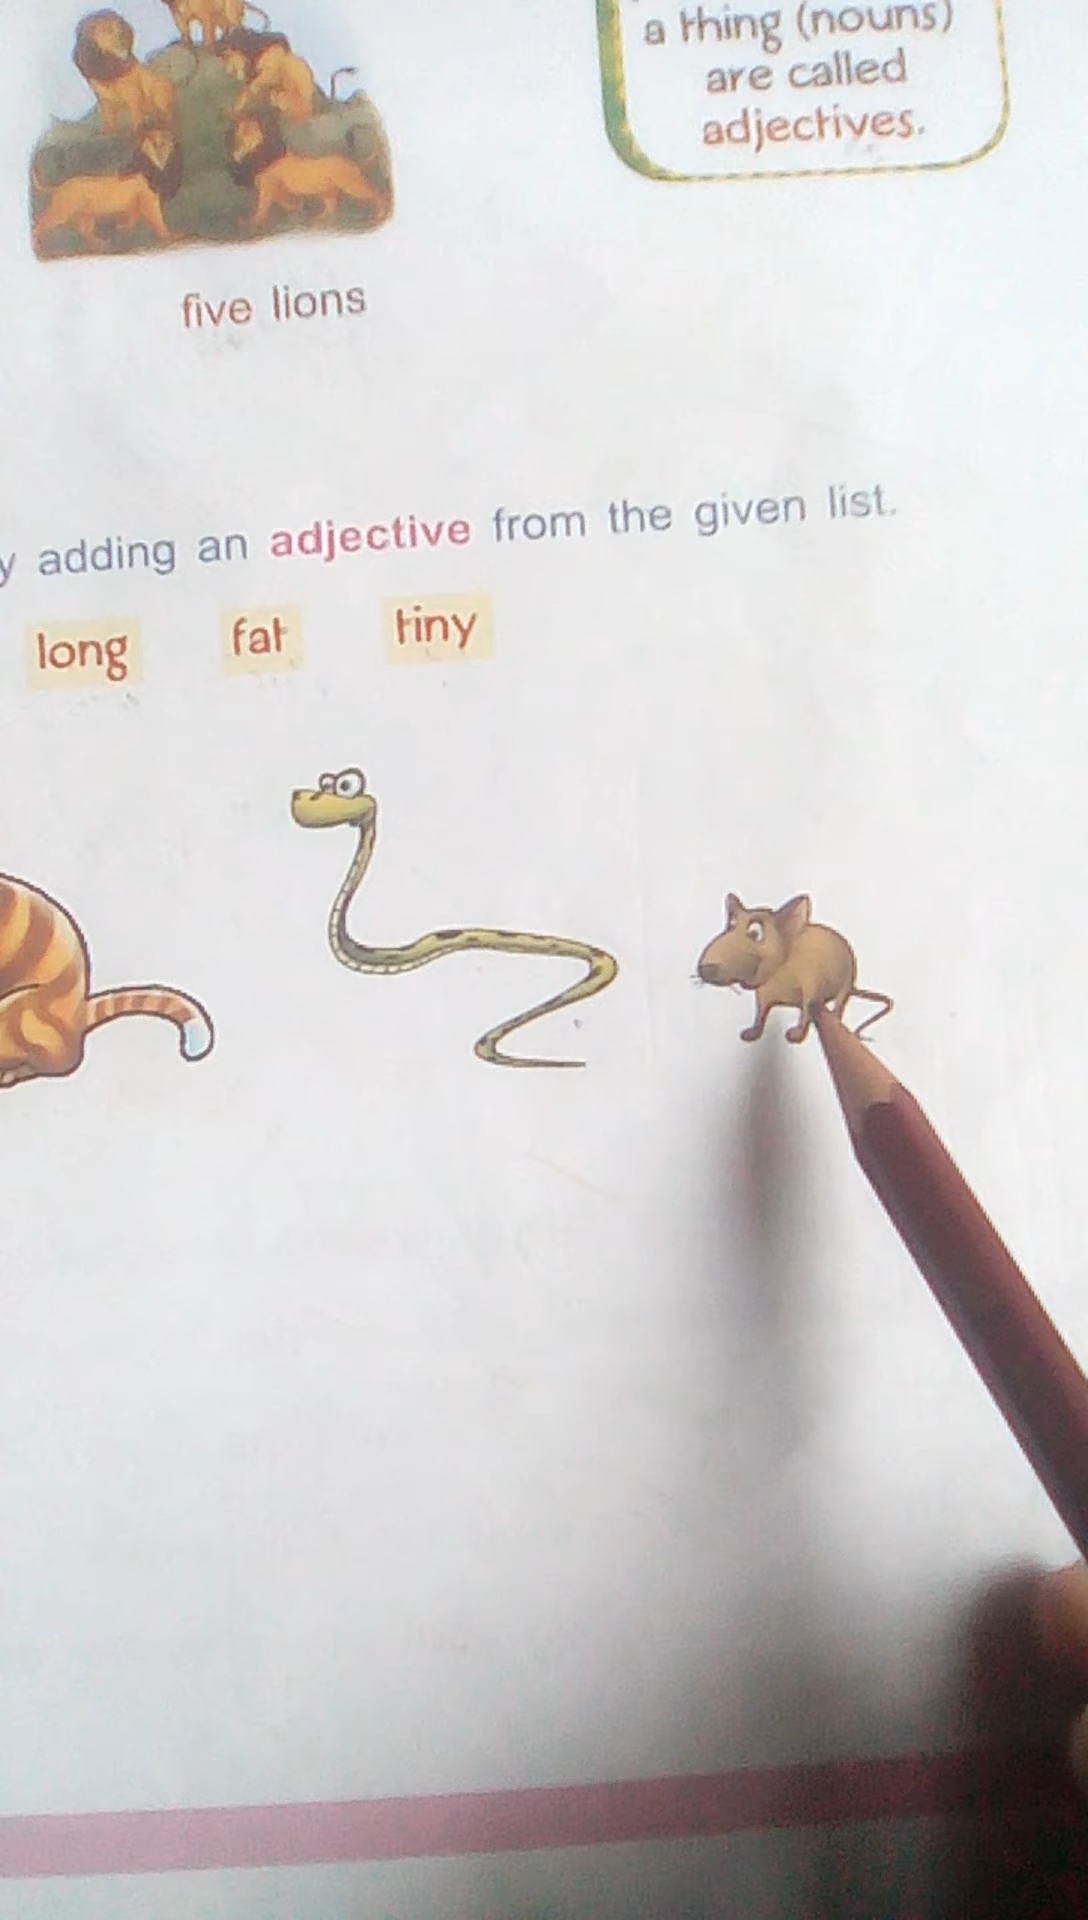 a thing (nouns)
are called
adjectives.
five lions
y adding an adjective from the given list.
long fat tiny